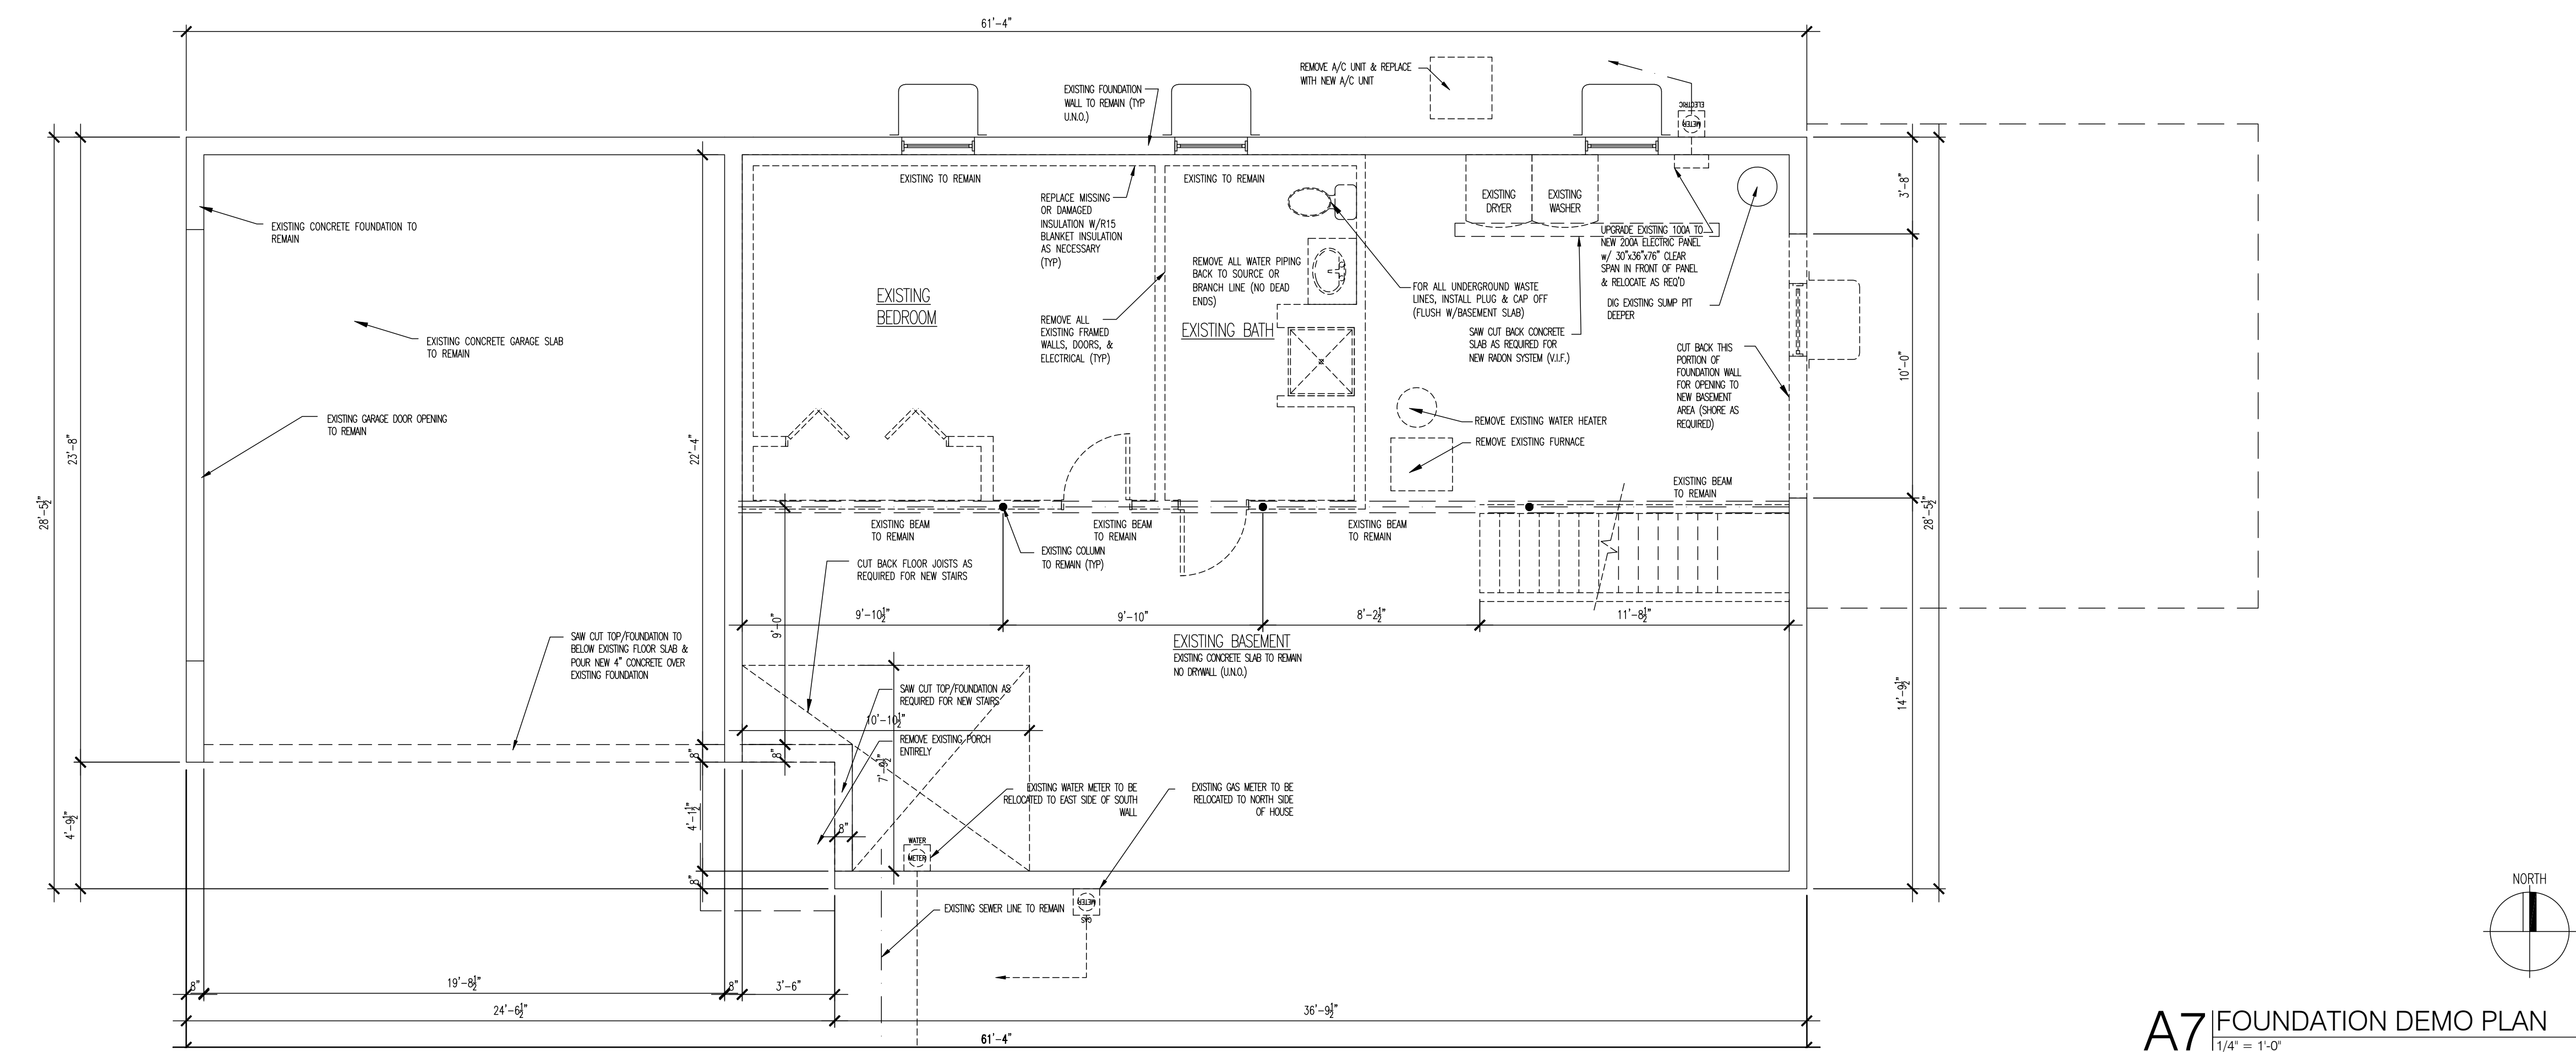 61'-4"
REMOVE A/C UNIT & REPLACE
WITH NEW A/C UNIT
EXISTING FOUNDATION
WALL TO REMAIN (TYP
U.N.O.)
ELECTRIC
METER
EXISTING TO REMAIN
EXISTING TO REMAIN
EXISTING
DRYER
EXISTING
WASHER
REPLACE MISSING
OR DAMAGED
INSULATION W/R15
BLANKET INSULATION
AS NECESSARY
(TYP)
EXISTING CONCRETE FOUNDATION TO
REMAIN
UPGRADE EXISTING 100A TO
NEW 200A ELECTRIC PANEL
w/ 30"x36"x76" CLEAR
SPAN IN FRONT OF PANEL
& RELOCATE AS REQ'D
REMOVE ALL WATER PIPING
BACK TO SOURCE OR
BRANCH LINE (NO DEAD
ENDS)
FOR ALL UNDERGROUND WASTE
LINES, INSTALL PLUG & CAP OFF
(FLUSH W/BASEMENT SLAB)
DIG EXISTING SUMP PIT
DEEPER
EXISTING
BEDROOM
REMOVE ALL
EXISTING FRAMED
WALLS, DOORS, &
ELECTRICAL (TYP)
EXISTING BATH
SAW CUT BACK CONCRETE
SLAB AS REQUIRED FOR
NEW RADON SYSTEM (V.I.F.)
EXISTING CONCRETE GARAGE SLAB
TO REMAIN
CUT BACK THIS
PORTION OF
FOUNDATION WALL
FOR OPENING TO
NEW BASEMENT
AREA (SHORE AS
REQUIRED)
EXISTING GARAGE DOOR OPENING
TO REMAIN
REMOVE EXISTING WATER HEATER
REMOVE EXISTING FURNACE
3'-8"
10'-0"
23'-8"
22'-4"
28'-5½"
28'-5½"
EXISTING BEAM
TO REMAIN
EXISTING BEAM
TO REMAIN
EXISTING BEAM
TO REMAIN
EXISTING BEAM
TO REMAIN
EXISTING COLUMN
TO REMAIN (TYP)
CUT BACK FLOOR JOISTS AS
REQUIRED FOR NEW STAIRS
9'-10½"
9'-10"
8'-2½"
11'-8½"
9'-0"
EXISTING BASEMENT
EXISTING CONCRETE SLAB TO REMAIN
NO DRYWALL (U.N.O.)
SAW CUT TOP/FOUNDATION TO
BELOW EXISTING FLOOR SLAB &
POUR NEW 4" CONCRETE OVER
EXISTING FOUNDATION
SAW CUT TOP/FOUNDATION AS
REQUIRED FOR NEW STAIRS
10'-10½"
14'-9½"
REMOVE EXISTING PORCH
ENTIRELY
8"
8"
7'-9½"
EXISTING WATER METER TO BE
RELOCATED TO EAST SIDE OF SOUTH
WALL
EXISTING GAS METER TO BE
RELOCATED TO NORTH SIDE
OF HOUSE
4'-9½"
4'-1½"
8"
WATER
METER
8"
METER
GAS
EXISTING SEWER LINE TO REMAIN
NORTH
8"
19'-8½"
8"
3'-6"
24'-6½"
36'-9½"
61'-4"
A7
FOUNDATION DEMO PLAN
1/4" = 1'-0"